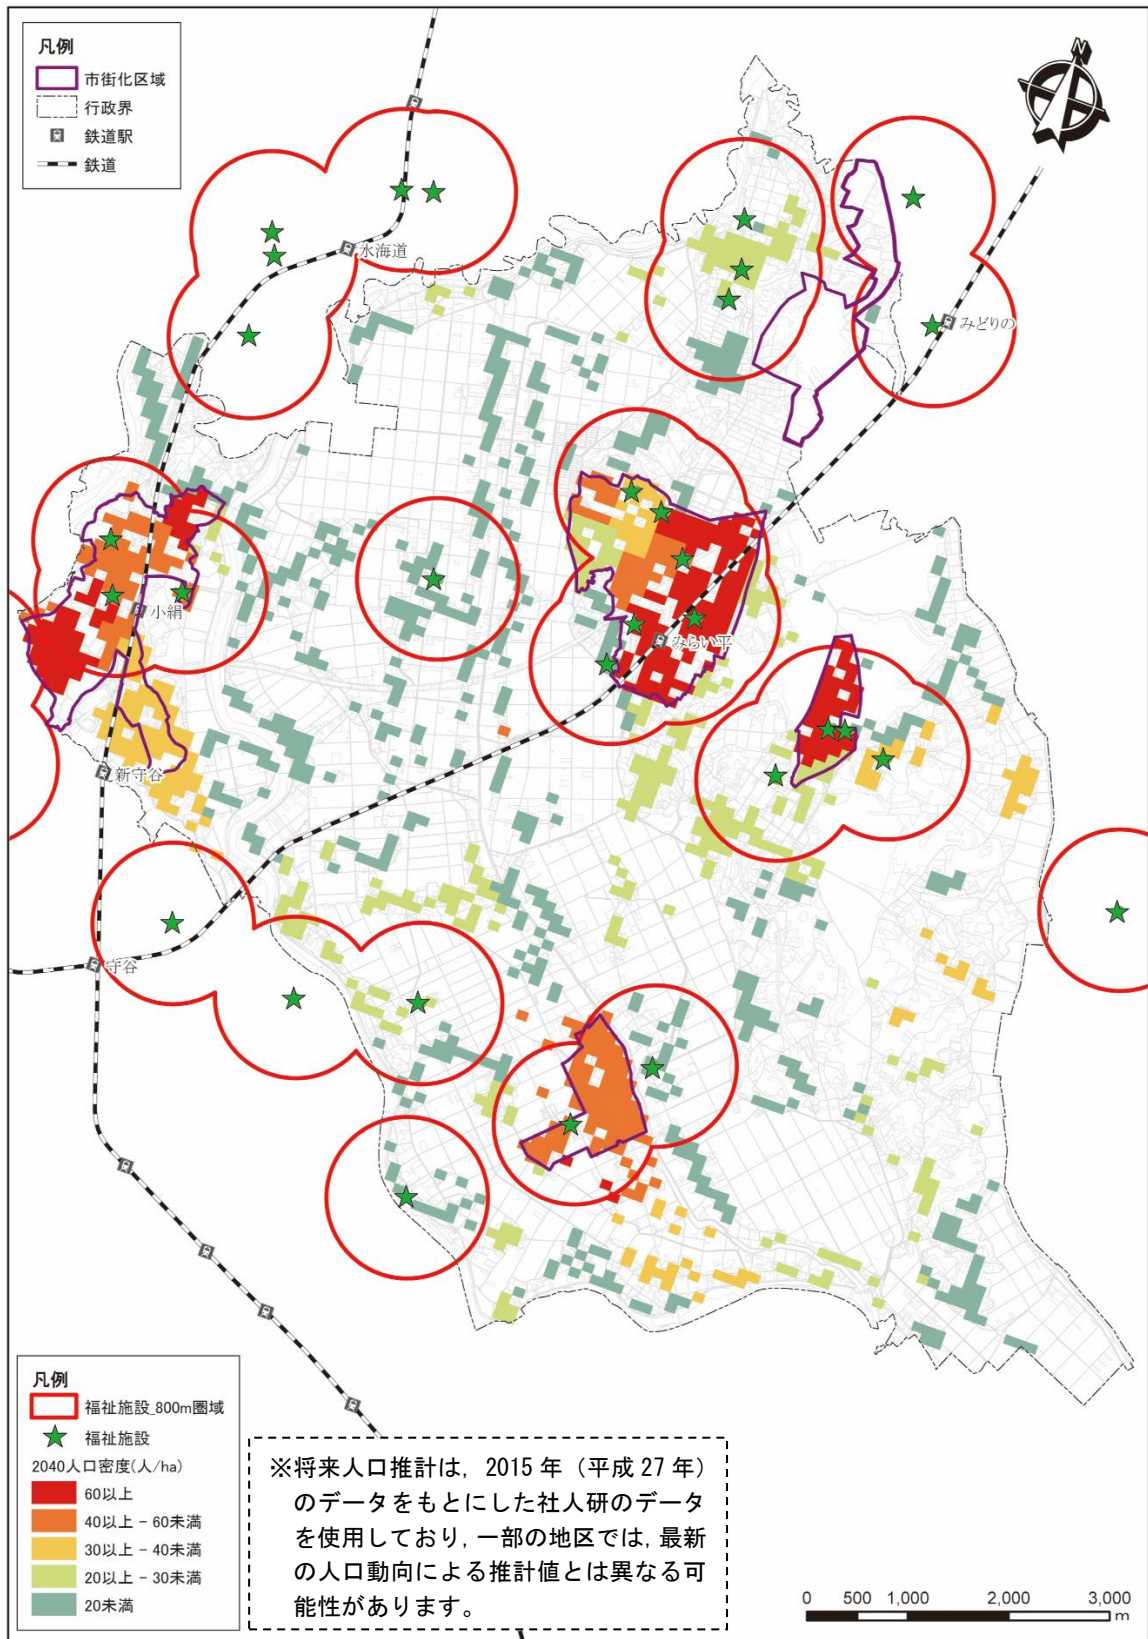 凡例
市街化区域
行政界
鉄道駅
鉄道
N
水海道
みどりの
小絹
みらい平
新守谷
守谷
凡例
福祉施設_800m圏域
福祉施設
2040人口密度(人/ha)
60以上
40以上 - 60未満
30以上 - 40未満
20以上 - 30未満
20未満
※将来人口推計は，2015 年（平成 27 年）
のデータをもとにした社人研のデータ
を使用しており，一部の地区では，最新
の人口動向による推計値とは異なる可
能性があります。
0 500 1,000 2,000 3,000
m